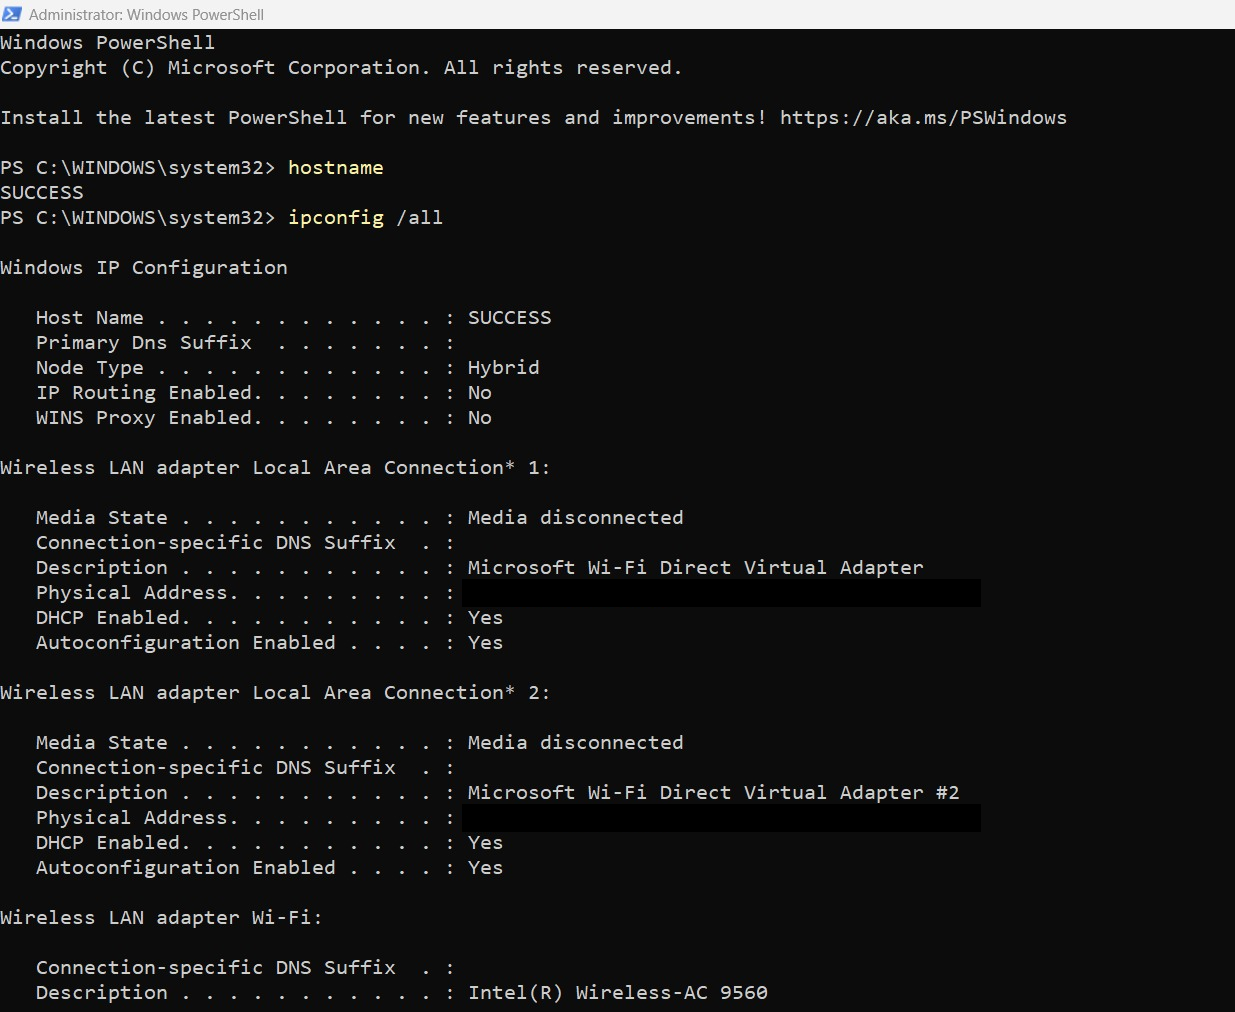 Administrator: Windows PowerShell
Windows PowerShell
Copyright (C) Microsoft Corporation. All rights reserved.
Install the latest PowerShell for new features and improvements! https://aka.ms/PSWindows
PS C:\WINDOWS\system32> hostname
SUCCESS
PS C:\WINDOWS\system32> ipconfig /all
Windows IP Configuration
   Host Name . . . . . . . . . . . . : SUCCESS
   Primary Dns Suffix  . . . . . . . :
   Node Type . . . . . . . . . . . . : Hybrid
   IP Routing Enabled. . . . . . . . : No
   WINS Proxy Enabled. . . . . . . . : No
Wireless LAN adapter Local Area Connection* 1:
   Media State . . . . . . . . . . . : Media disconnected
   Connection-specific DNS Suffix  . :
   Description . . . . . . . . . . . : Microsoft Wi-Fi Direct Virtual Adapter
   Physical Address. . . . . . . . . :
   DHCP Enabled. . . . . . . . . . . : Yes
   Autoconfiguration Enabled . . . . : Yes
Wireless LAN adapter Local Area Connection* 2:
   Media State . . . . . . . . . . . : Media disconnected
   Connection-specific DNS Suffix  . :
   Description . . . . . . . . . . . : Microsoft Wi-Fi Direct Virtual Adapter #2
   Physical Address. . . . . . . . . :
   DHCP Enabled. . . . . . . . . . . : Yes
   Autoconfiguration Enabled . . . . : Yes
Wireless LAN adapter Wi-Fi:
   Connection-specific DNS Suffix  . :
   Description . . . . . . . . . . . : Intel(R) Wireless-AC 9560